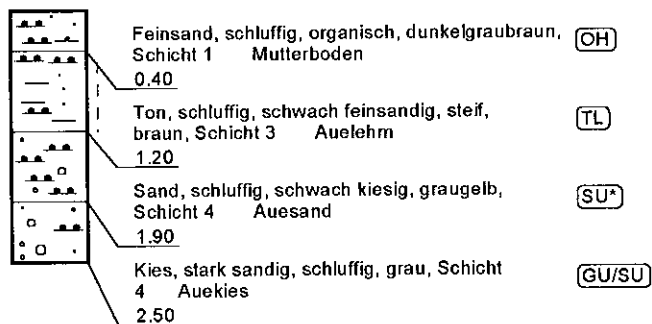 Feinsand, schluffig, organisch, dunkelgraubraun, OH
Schicht 1 Mutterboden
0.40
Ton, schluffig, schwach feinsandig, steif, TL
braun, Schicht 3 Auelehm
1.20
Sand, schluffig, schwach kiesig, graugelb, SU*
Schicht 4 Auesand
1.90
Kies, stark sandig, schluffig, grau, Schicht GU/SU
4 Auekies
2.50